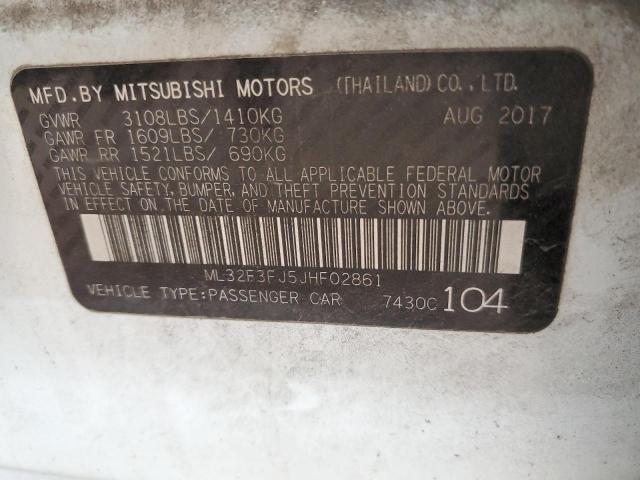 MFD.BY MITSUBISHI MOTORS (THAILAND) CO., LTD.
GVWR 3108LBS/1410KG AUG 2017
GAWR FR 1609LBS/ 730KG
GAWR RR 1521LBS/ 690KG
THIS VEHICLE CONFORMS TO ALL APPLICABLE FEDERAL MOTOR
VEHICLE SAFETY, BUMPER, AND THEFT PREVENTION STANDARDS
IN EFFECT ON THE DATE OF MANUFACTURE SHOWN ABOVE.
ML32F3FJ5JHF02861
VEHICLE TYPE:PASSENGER CAR 7430C 104